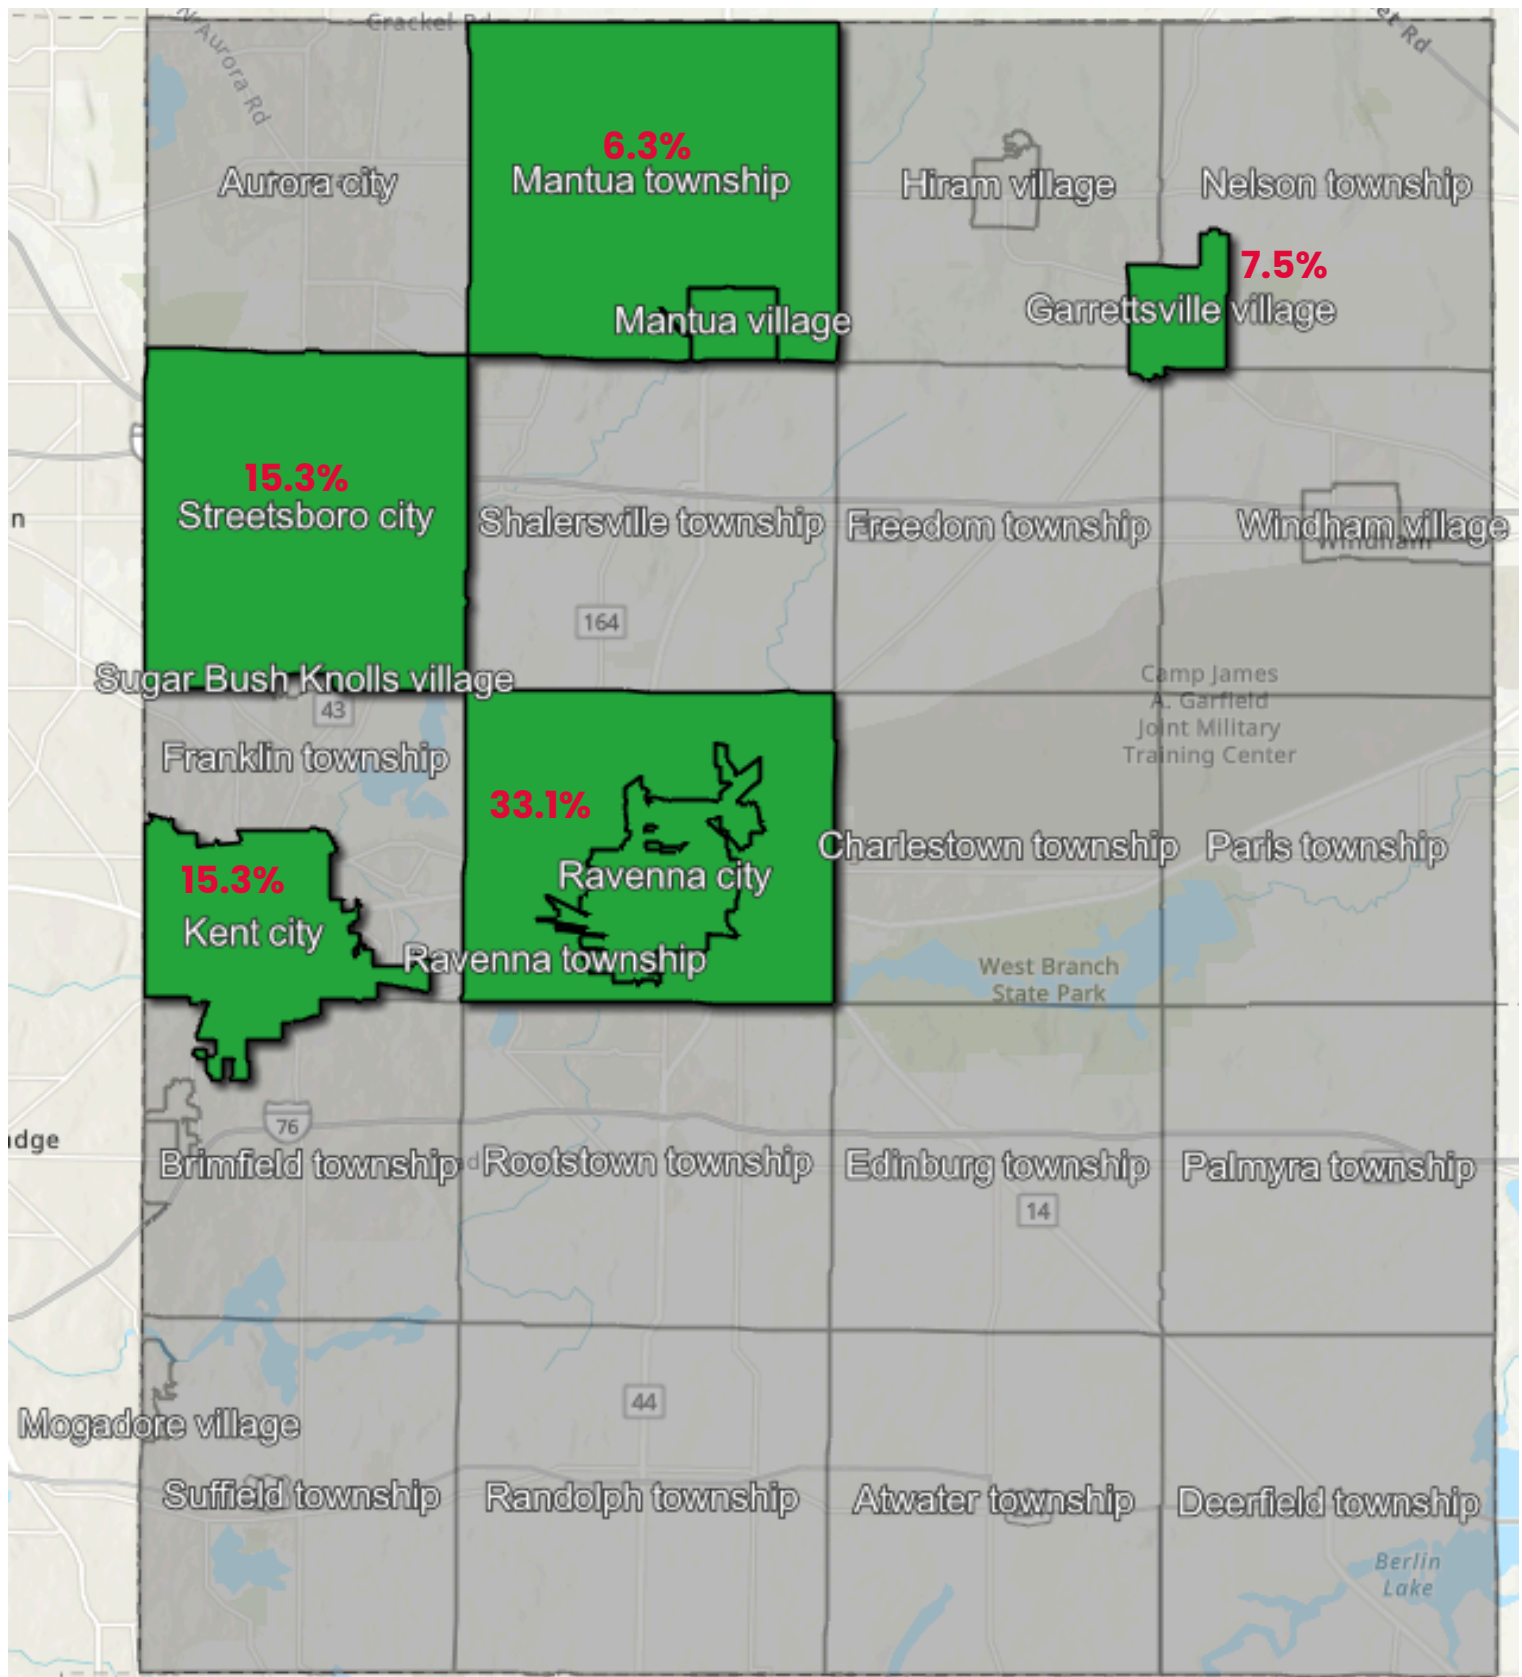 Grackel Rd
N Aurora Rd
et Rd
6.3%
Aurora city
Mantua township
Hiram village
Nelson township
7.5%
Garrettsville village
Mantua village
15.3%
Streetsboro city
Shalersville township
Freedom township
Windham village
Windham
n
164
Sugar Bush Knolls village
43
Camp James
A. Garfield
Joint Military
Training Center
Franklin township
33.1%
Charlestown township
Paris township
15.3%
Ravenna city
Kent city
Ravenna township
West Branch
State Park
76
idge
Brimfield township
Rootstown township
Edinburg township
Palmyra township
14
44
Mogadore village
Suffield township
Randolph township
Atwater township
Deerfield township
Berlin
Lake